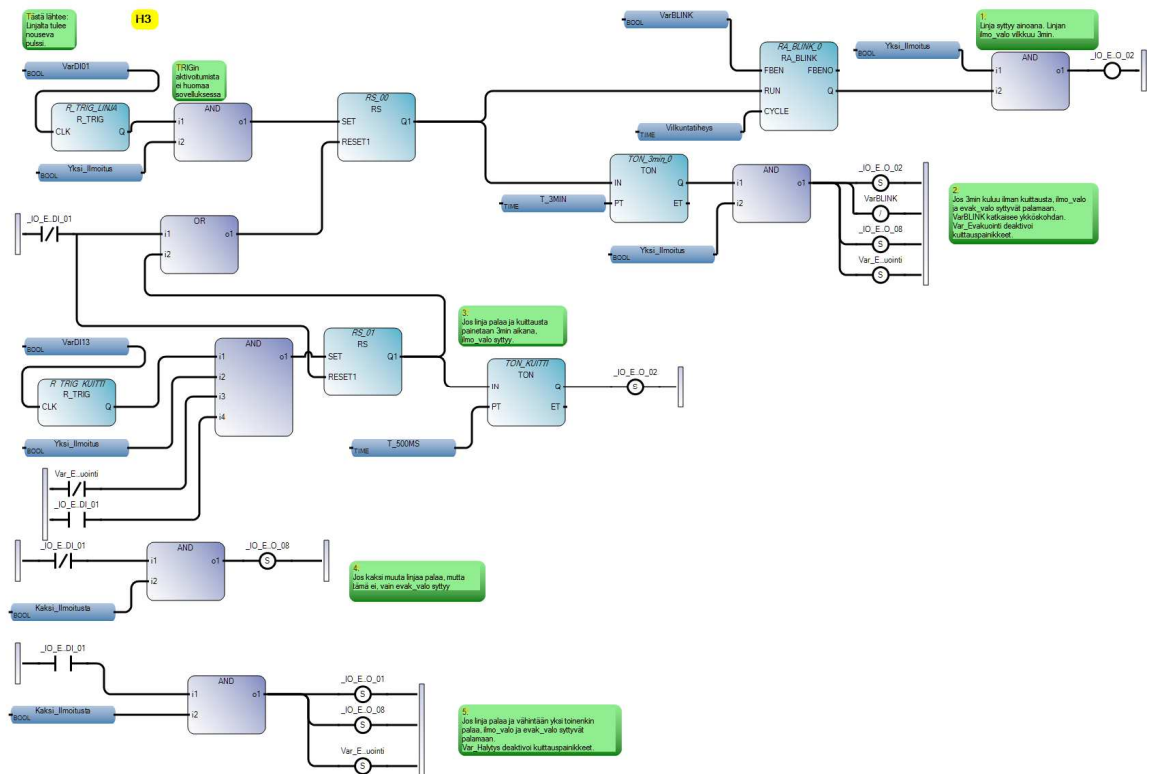 Tästä lähtee:
Linjalta tulee
nouseva
pulssi.
H3
VarDI01
BOOL
R_TRIG_LINJA
R_TRIG
CLK
Q
Yksi_Ilmoitus
BOOL
TRIGin
aktivoitumista
ei huomaa
sovelluksessa
AND
i1
o1
i2
RS_00
RS
SET
Q1
RESET1
VarBLINK
BOOL
RA_BLINK_0
RA_BLINK
FBEN
FBENO
RUN
Q
CYCLE
Vilkuntatiheys
TIME
Yksi_Ilmoitus
BOOL
1.
Linja syttyy ainoana. Linjan
ilmo_valo vilkkuu 3min.
AND
i1
o1
i2
_IO_E.O_02
TON_3min_0
TON
IN
Q
PT
ET
T_3MIN
TIME
AND
i1
o1
i2
Yksi_Ilmoitus
BOOL
_IO_E.O_02
S
VarBLINK
/
_IO_E.O_08
S
Var_E..uointi
S
2.
Jos 3min kuluu ilman kuittausta, ilmo_valo
ja evak_valo syttyvät palamaan.
VarBLINK katkaisee ykköskohdan.
Var_Evakuointi deaktivoi
kuittauspainikkeet.
_IO_E..DI_01
OR
i1
o1
i2
VarDI13
BOOL
R_TRIG_KUITTI
R_TRIG
CLK
Q
Yksi_Ilmoitus
BOOL
Var_E..uointi
_IO_E..DI_01
AND
i1
o1
i2
i3
i4
RS_01
RS
SET
Q1
RESET1
3.
Jos linja palaa ja kuittausta
painetaan 3min aikana,
ilmo_valo syttyy.
TON_KUITTI
TON
IN
Q
PT
ET
T_500MS
TIME
_IO_E..O_02
S
_IO_E..DI_01
AND
i1
o1
i2
Kaksi_Ilmoitusta
BOOL
_IO_E..O_08
S
4.
Jos kaksi muuta linjaa palaa, mutta
tämä ei, vain evak_valo syttyy
_IO_E..DI_01
AND
i1
o1
i2
Kaksi_Ilmoitusta
BOOL
_IO_E..O_01
S
_IO_E..O_08
S
Var_E..uointi
S
5.
Jos linja palaa ja vähintään yksi toinenkin
palaa, ilmo_valo ja evak_valo syttyvät
palamaan.
Var_Halytys deaktivoi kuittauspainikkeet.